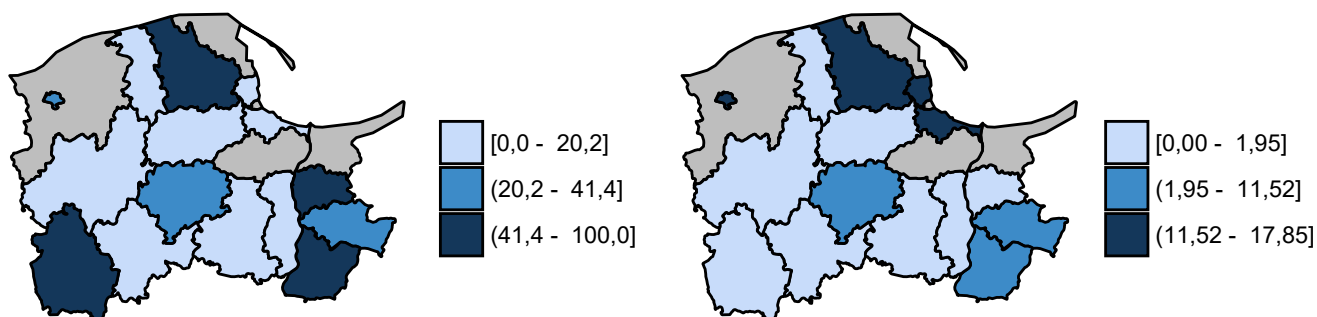 [0,0 - 20,2]
(20,2 - 41,4]
(41,4 - 100,0]
[0,00 - 1,95]
(1,95 - 11,52]
(11,52 - 17,85]